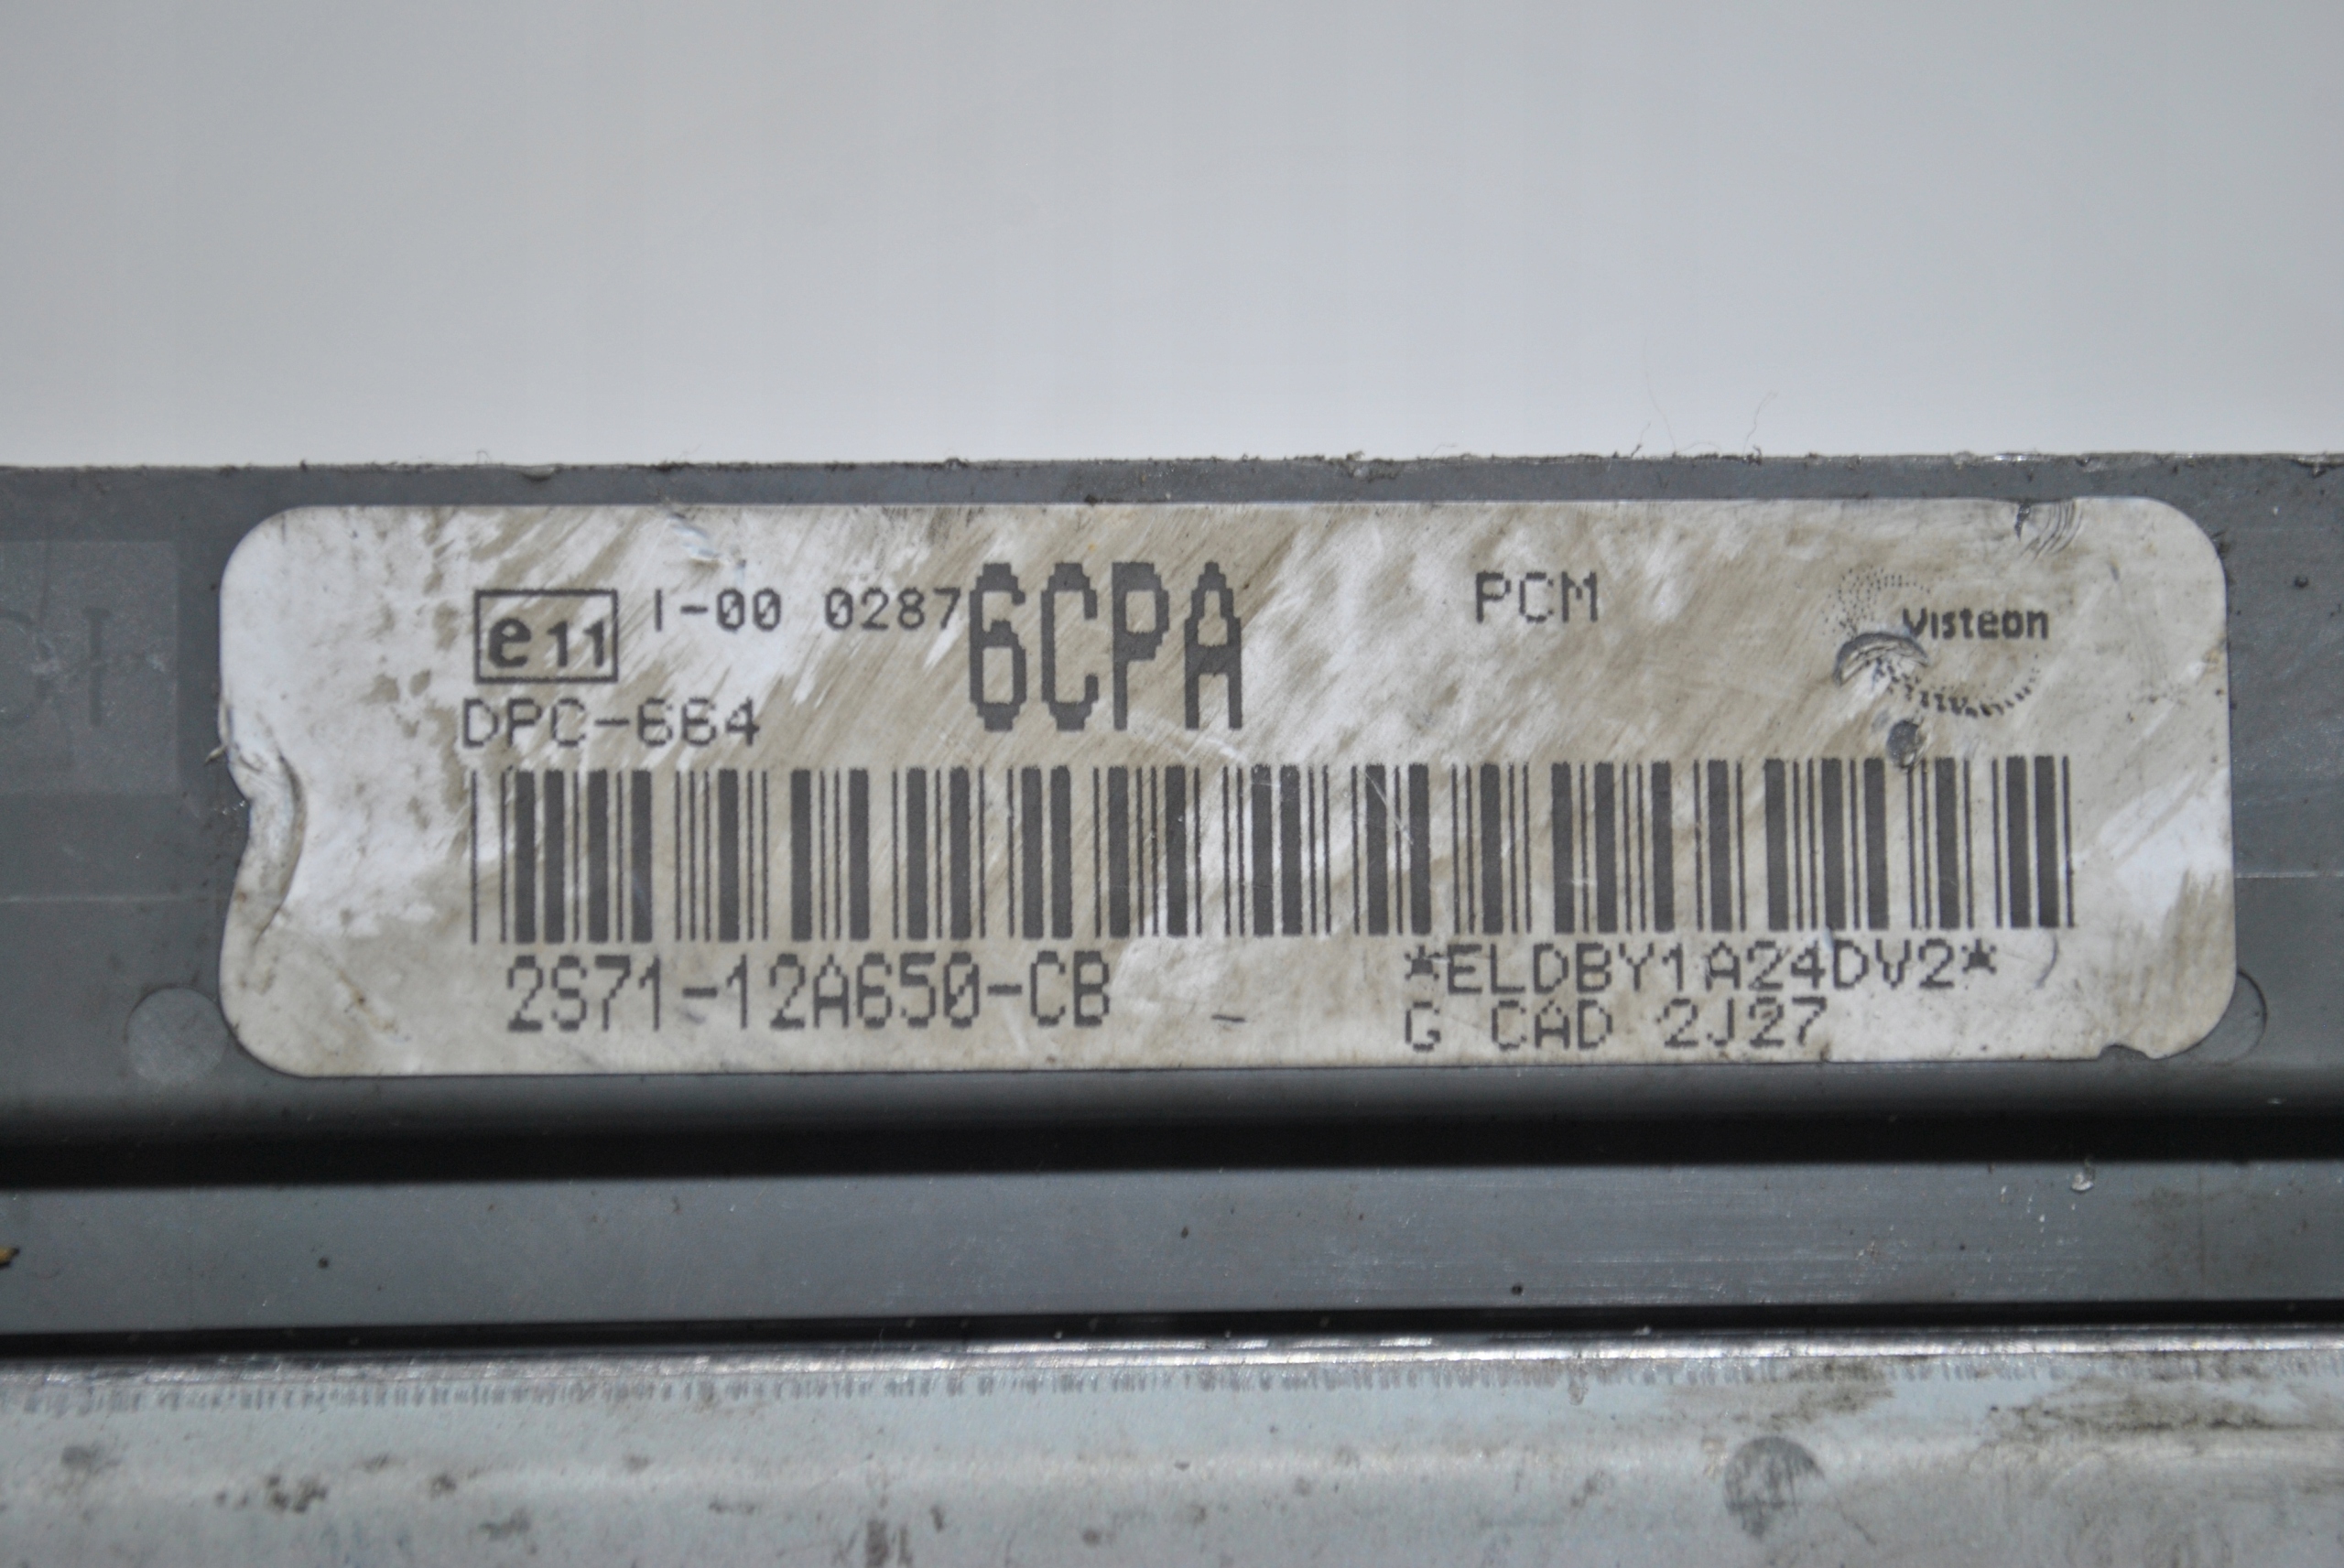 e11 I-00 0287 6CPA PCM Visteon
DPC-664
2S71-12A650-CB
*ELDBY1A24DV2*
G CAD 2J27